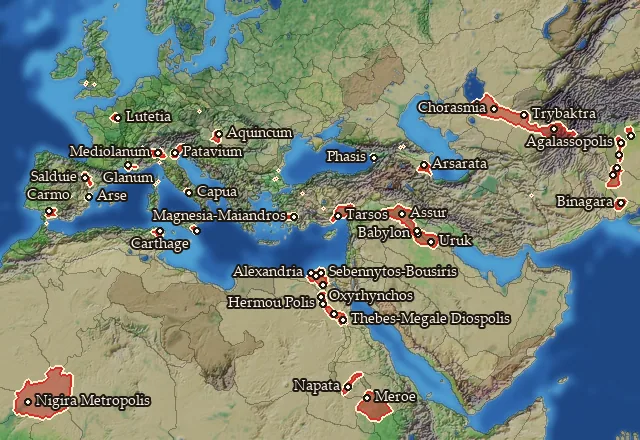 Chorasmia
Lutetia
Trybaktra
Aquincum
Agalassopolis
Mediolanum
Patavium
Phasis
Arsarata
Salduie
Glanum
Carmo
Arse
Capua
Binagara
Magnesia-Maiandros
Tarsos
Assur
Babylon
Carthage
Uruk
Alexandria
Sebennytos-Bousiris
Oxyrhynchos
Hermou Polis
Thebes-Megale Diospolis
Napata
Meroe
Nigira Metropolis